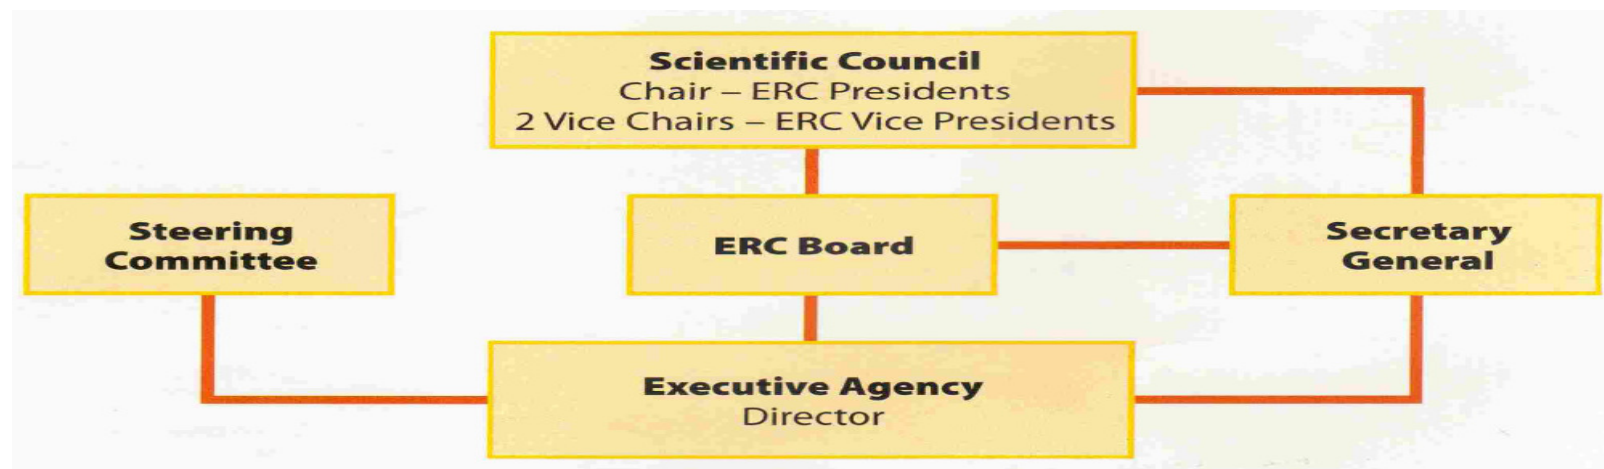 Scientific Council
Chair – ERC Presidents
2 Vice Chairs – ERC Vice Presidents
Steering
Committee
ERC Board
Secretary
General
Executive Agency
Director